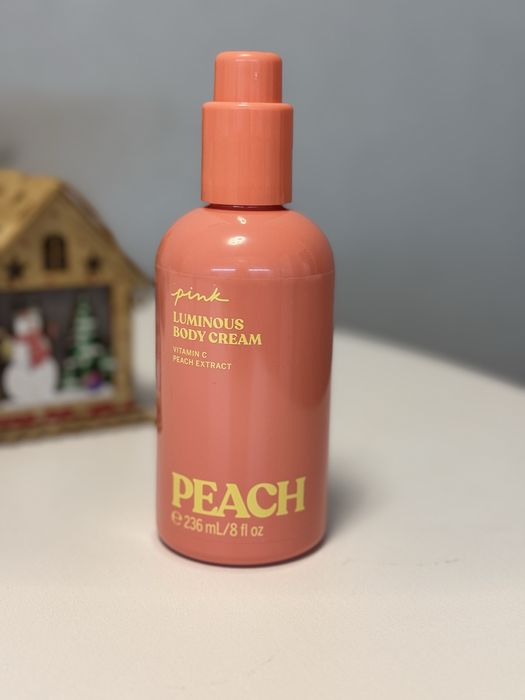 pink
LUMINOUS
BODY CREAM
VITAMIN C
PEACH EXTRACT
PEACH
℮ 236 mL/8 fl oz